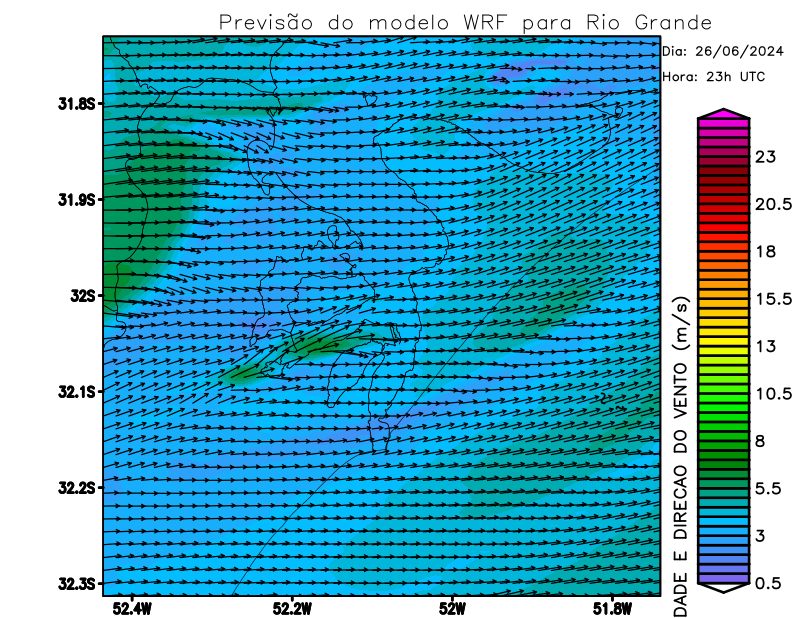 Previsão do modelo WRF para Rio Grande
Dia: 26/06/2024
Hora: 23h UTC
31.8S
31.9S
32S
32.1S
32.2S
32.3S
52.4W
52.2W
52W
51.8W
23
20.5
18
15.5
13
10.5
8
5.5
3
0.5
DADE E DIRECAO DO VENTO (m/s)